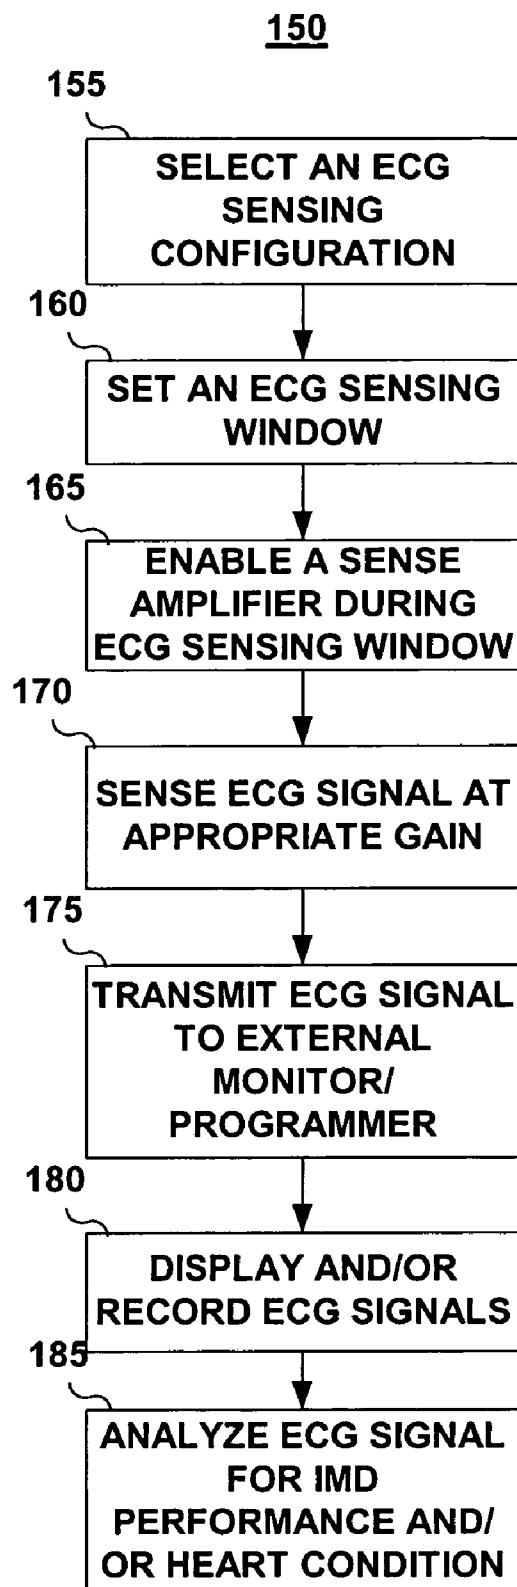 150
155
SELECT AN ECG
SENSING
CONFIGURATION
160
SET AN ECG SENSING
WINDOW
165
ENABLE A SENSE
AMPLIFIER DURING
ECG SENSING WINDOW
170
SENSE ECG SIGNAL AT
APPROPRIATE GAIN
175
TRANSMIT ECG SIGNAL
TO EXTERNAL
MONITOR/
PROGRAMMER
180
DISPLAY AND/OR
RECORD ECG SIGNALS
185
ANALYZE ECG SIGNAL
FOR IMD
PERFORMANCE AND/
OR HEART CONDITION